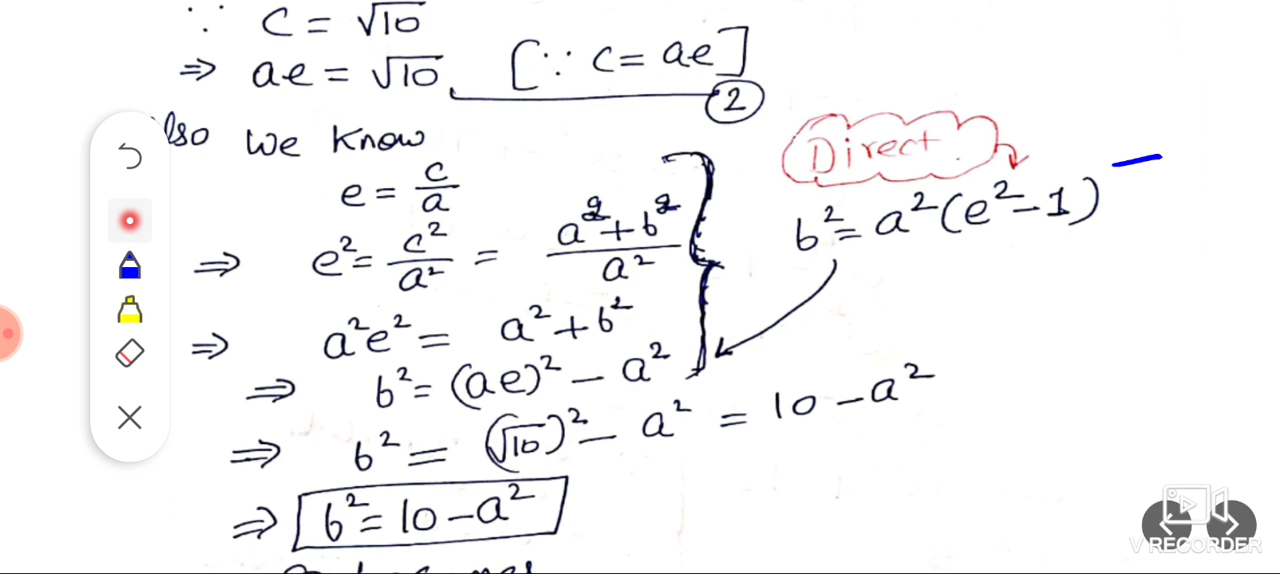 ∵ c = √10
⇒ ae = √10 [∵ c = ae]
②
lso we know
e = c/a
⇒ e² = c²/a² = (a² + b²)/a²
Direct
b² = a²(e² − 1)
⇒ a²e² = a² + b²
⇒ b² = (ae)² − a²
⇒ b² = (√10)² − a² = 10 − a²
⇒ b² = 10 − a²
V RECORDER